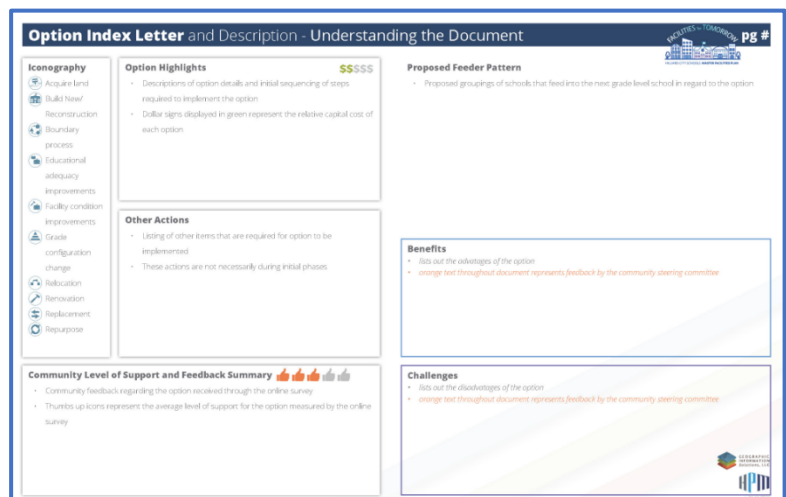 Option Index Letter and Description - Understanding the Document
FACILITIES for TOMORROW
pg #
Iconography
Acquire land
Build New/
Reconstruction
Boundary
process
Educational
adequacy
improvements
Facility condition
improvements
Grade
configuration
change
Relocation
Renovation
Replacement
Repurpose
Option Highlights $$$$$
• Descriptions of option details and initial sequencing of steps
required to implement the option
• Dollar signs displayed in green represent the relative capital cost of
each option
Other Actions
• Listing of other items that are required for option to be
implemented
• These actions are not necessarily during initial phases
Community Level of Support and Feedback Summary
• Community feedback regarding the option received through the online survey
• Thumbs up icons represent the average level of support for the option measured by the online
survey
Proposed Feeder Pattern
• Proposed groupings of schools that feed into the next grade level school in regard to the option
Benefits
• lists out the advatages of the option
• orange text throughout document represents feedback by the community steering committee
Challenges
• lists out the disadvatages of the option
• orange text throughout document represents feedback by the community steering committee
GEOGRAPHIC
INFORMATION
HPM